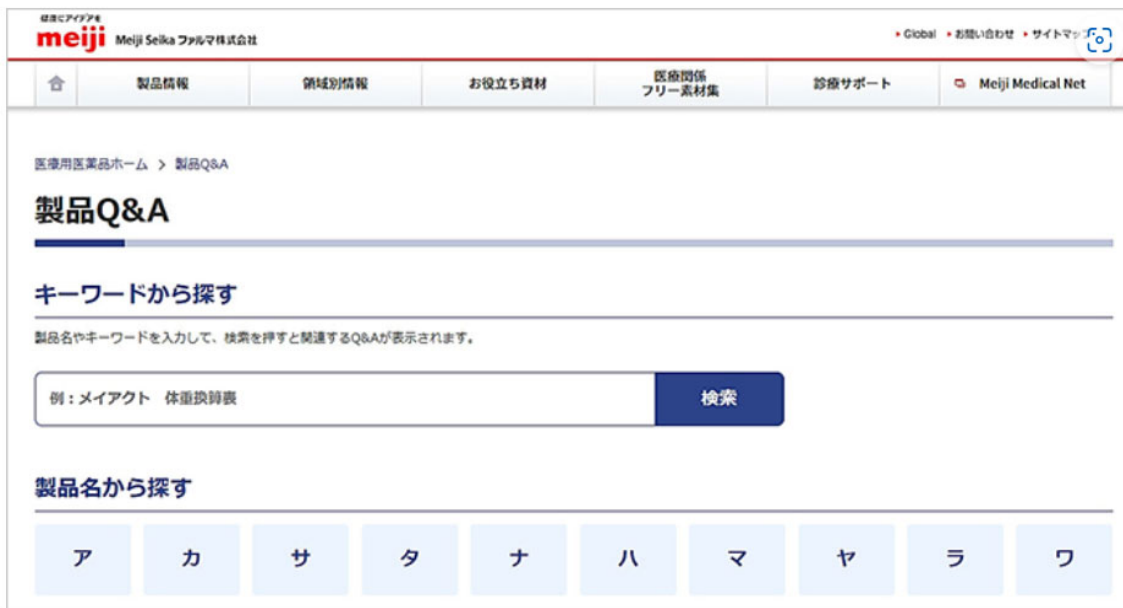 健康にアイデアを
meiji Meiji Seika ファルマ株式会社
Global お問い合わせ サイトマップ
製品情報
領域別情報
お役立ち資材
医療関係
フリー素材集
診療サポート
Meiji Medical Net
医療用医薬品ホーム > 製品Q&A
製品Q&A
キーワードから探す
製品名やキーワードを入力して、検索を押すと関連するQ&Aが表示されます。
例：メイアクト 体重換算表
検索
製品名から探す
ア カ サ タ ナ ハ マ ヤ ラ ワ